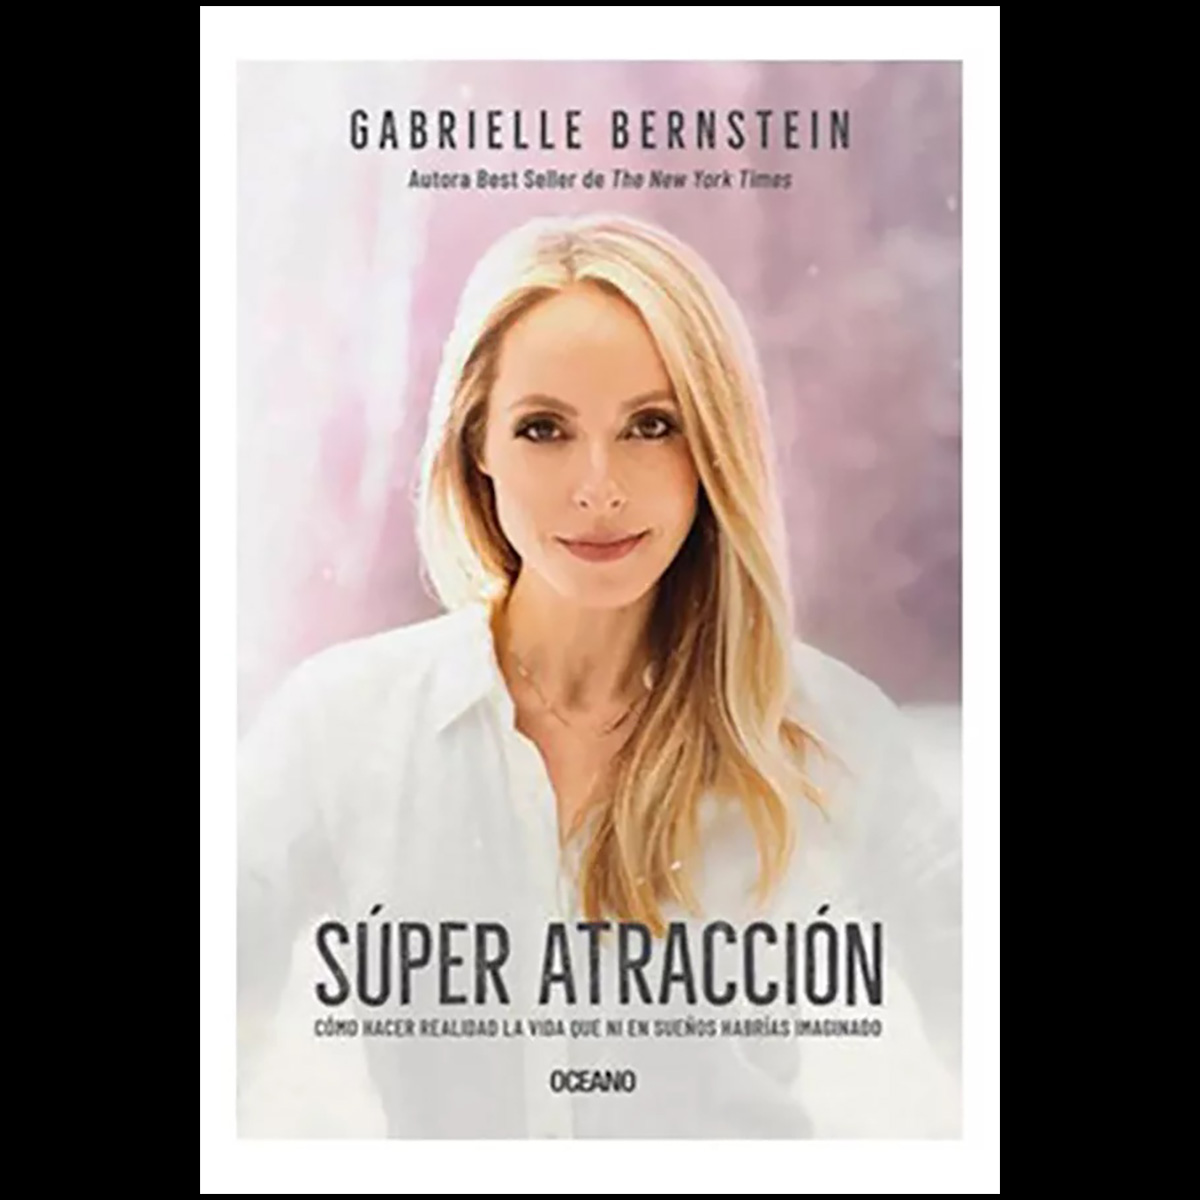 GABRIELLE BERNSTEIN
Autora Best Seller de The New York Times
SÚPER ATRACCIÓN
CÓMO HACER REALIDAD LA VIDA QUE NI EN SUEÑOS HABRÍAS IMAGINADO
OCEANO